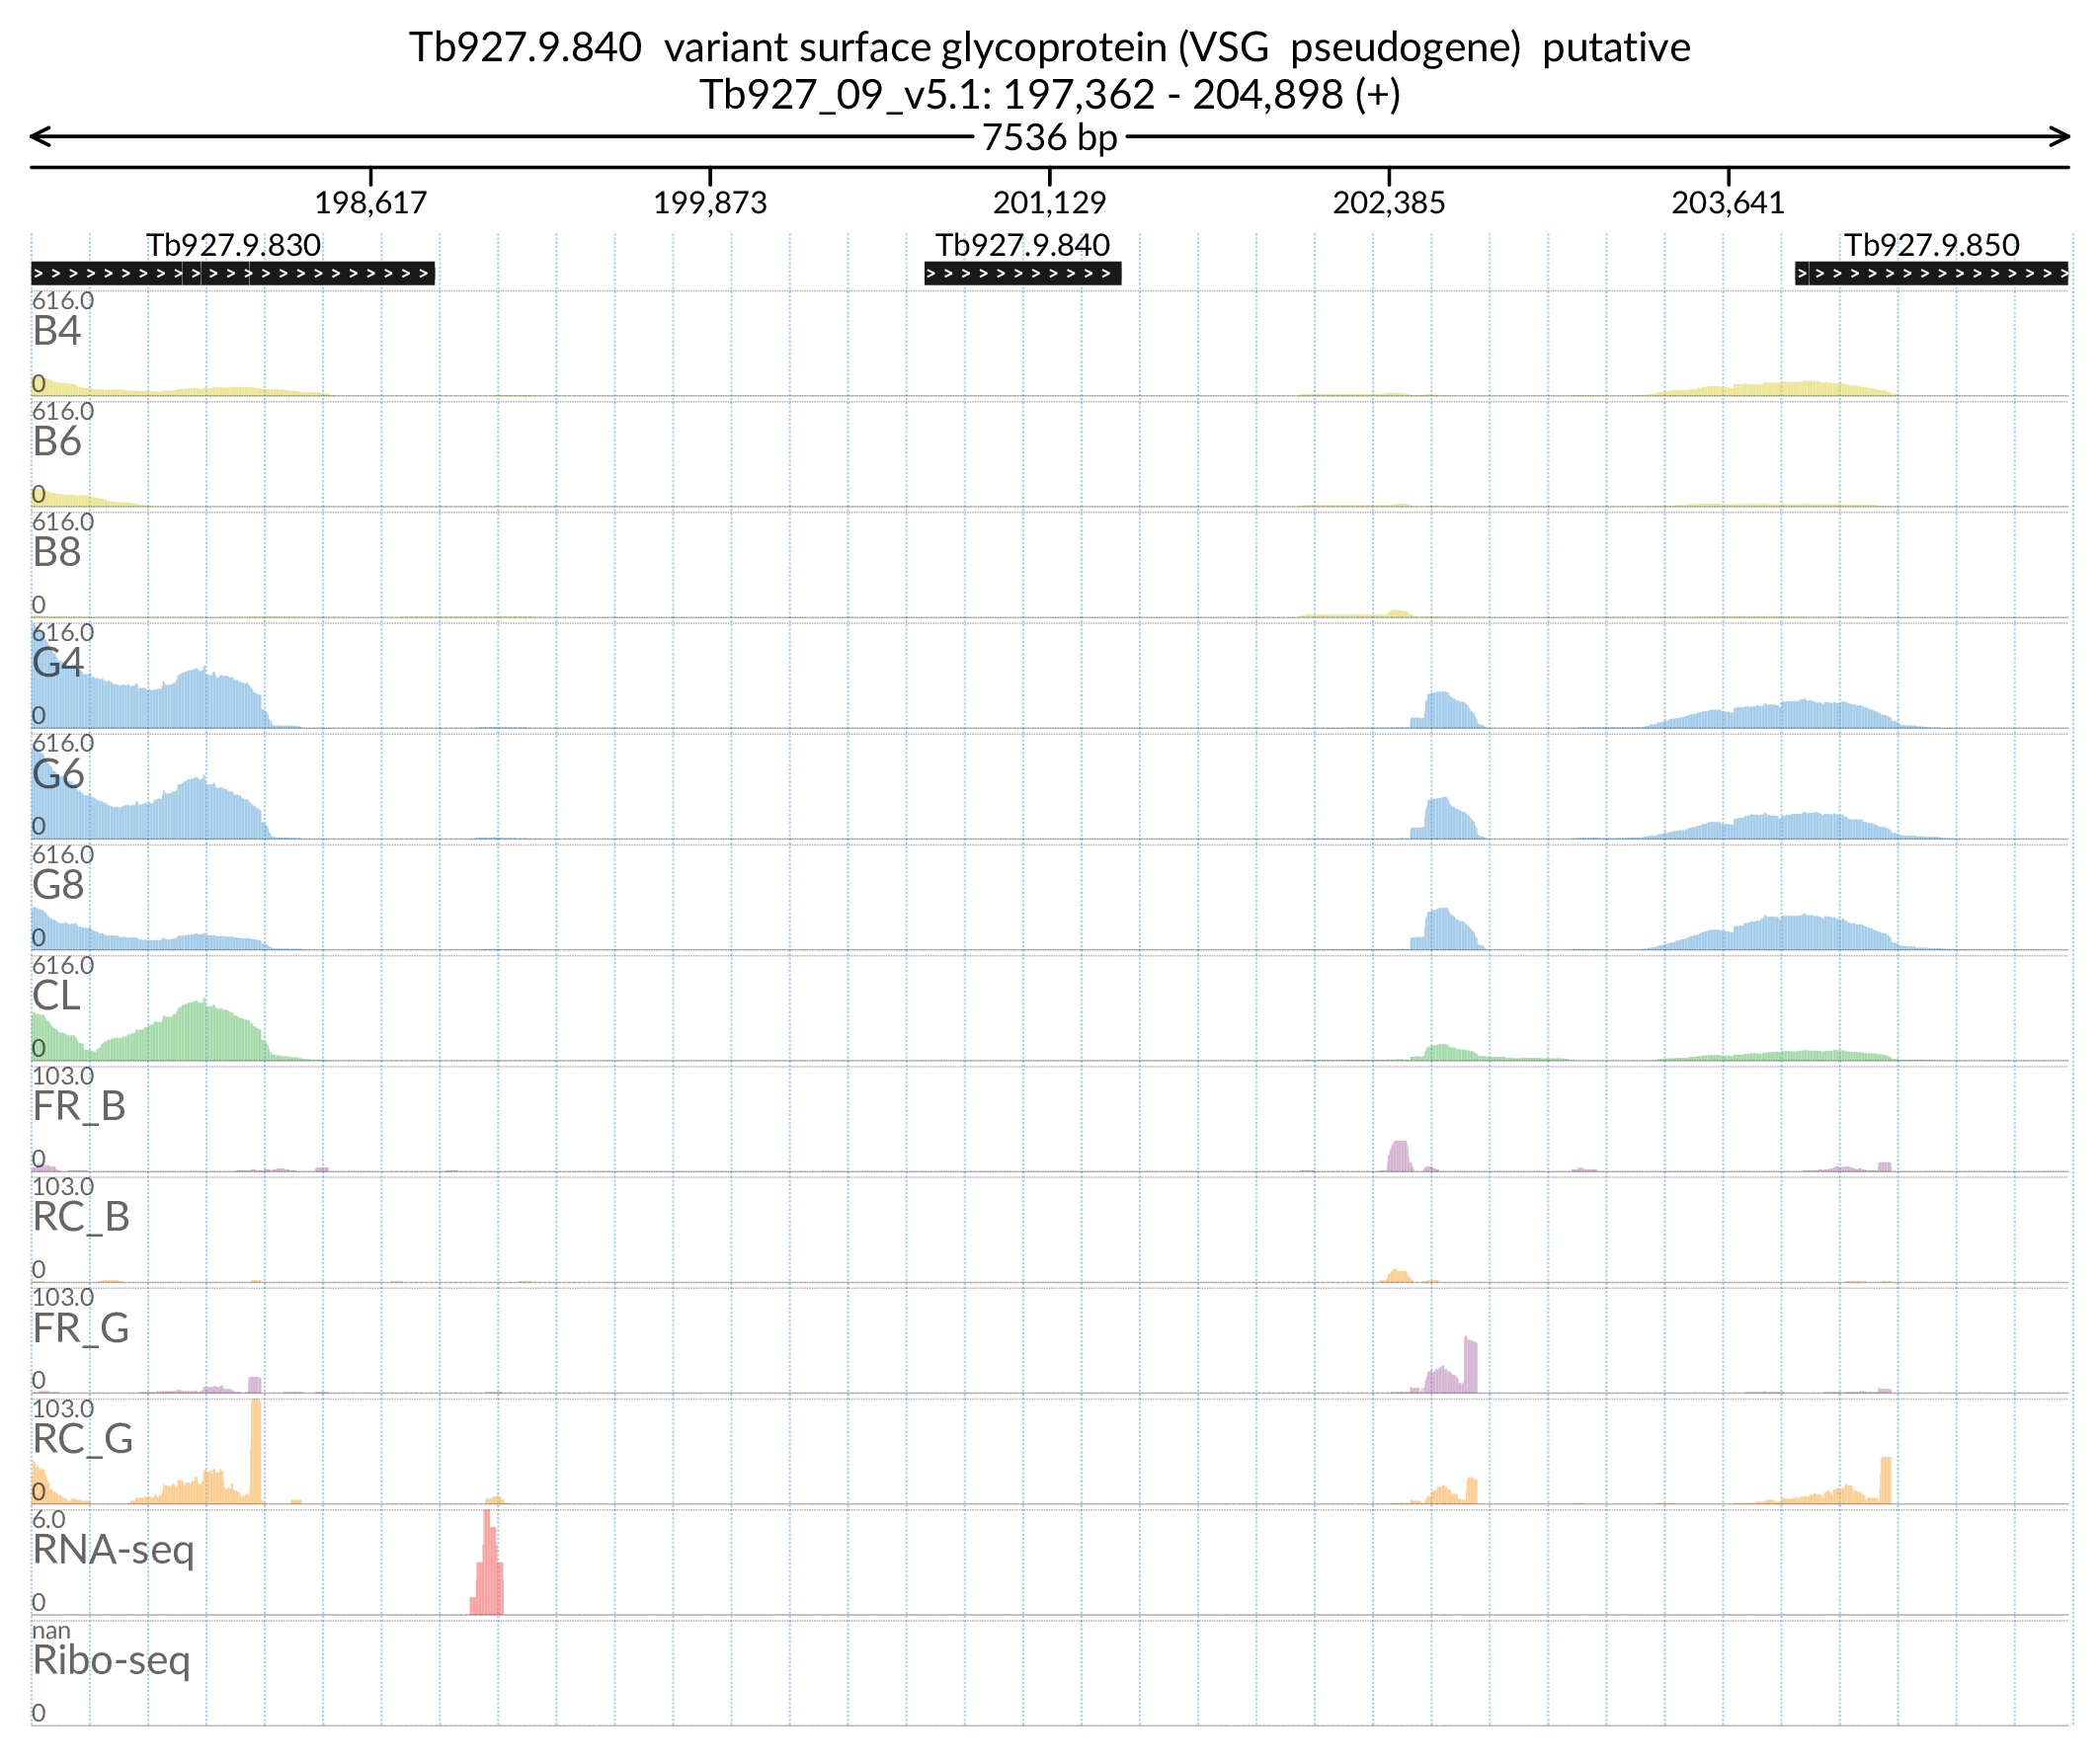 Tb927.9.840  variant surface glycoprotein (VSG  pseudogene)  putative
Tb927_09_v5.1: 197,362 - 204,898 (+)
7536 bp
198,617 199,873 201,129 202,385 203,641
Tb927.9.830 Tb927.9.840 Tb927.9.850
616.0
B4
0
616.0
B6
0
616.0
B8
0
616.0
G4
0
616.0
G6
0
616.0
G8
0
616.0
CL
0
103.0
FR_B
0
103.0
RC_B
0
103.0
FR_G
0
103.0
RC_G
0
6.0
RNA-seq
0
nan
Ribo-seq
0